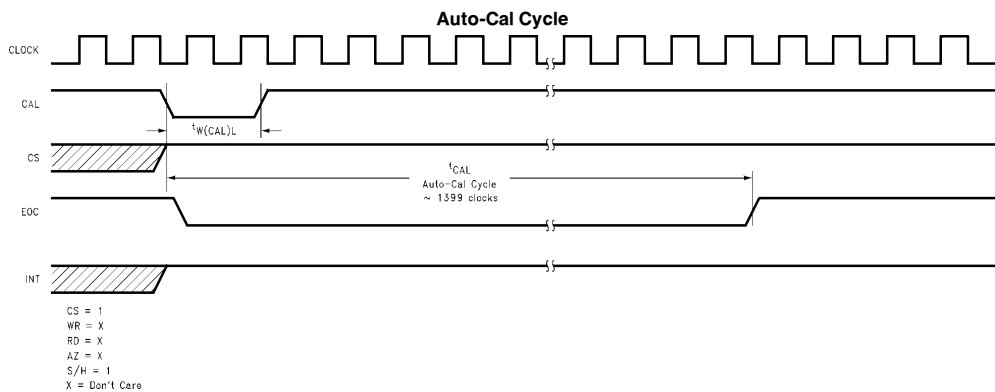 Auto-Cal Cycle
CLOCK
CAL
tW(CAL)L
CS
tCAL
Auto-Cal Cycle
~ 1399 clocks
EOC
INT
CS = 1
WR = X
RD = X
AZ = X
S/H = 1
X = Don't Care